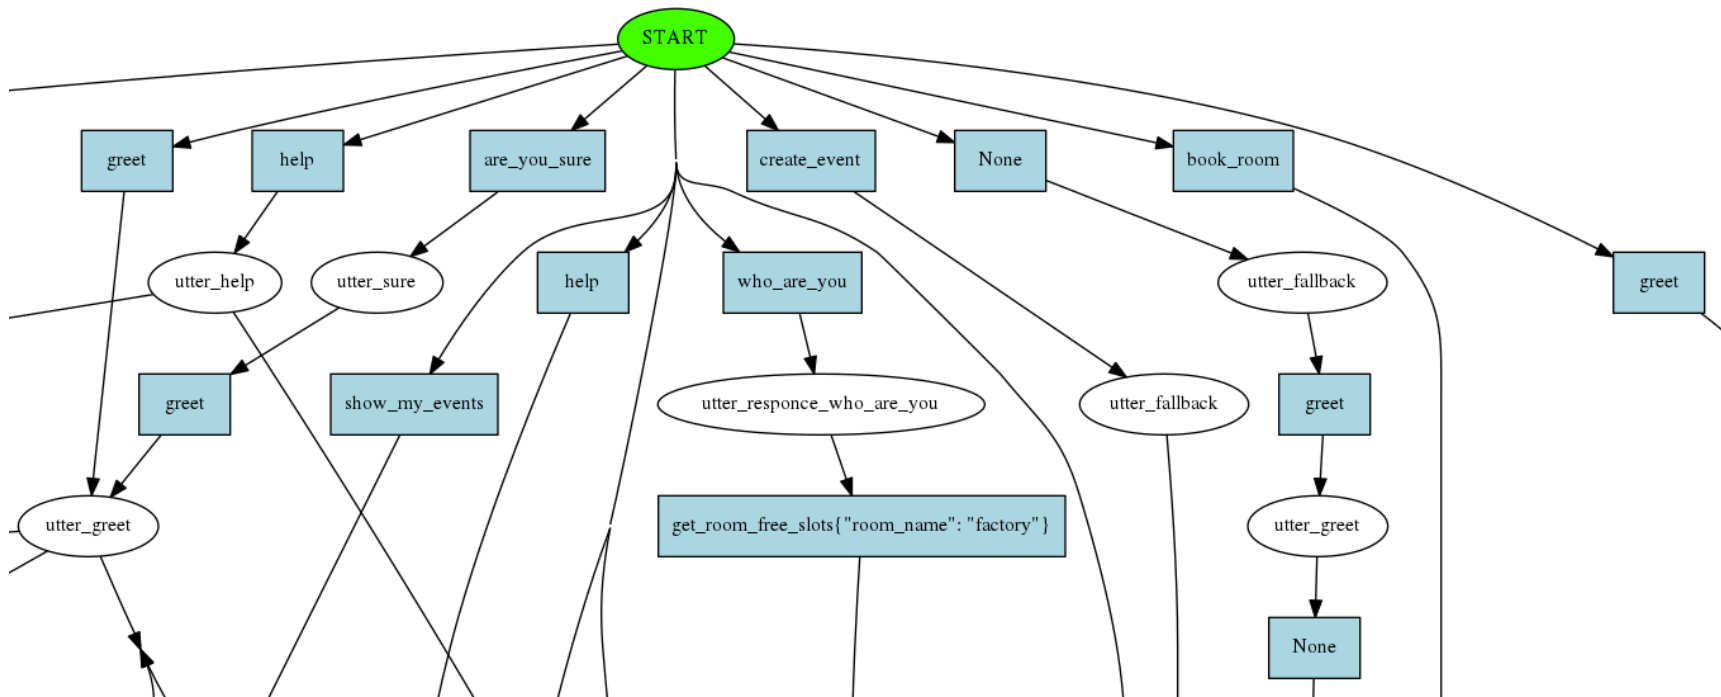 START
greet
help
are_you_sure
create_event
None
book_room
utter_help
utter_sure
help
who_are_you
utter_fallback
greet
greet
show_my_events
utter_responce_who_are_you
utter_fallback
greet
utter_greet
get_room_free_slots{"room_name": "factory"}
utter_greet
None